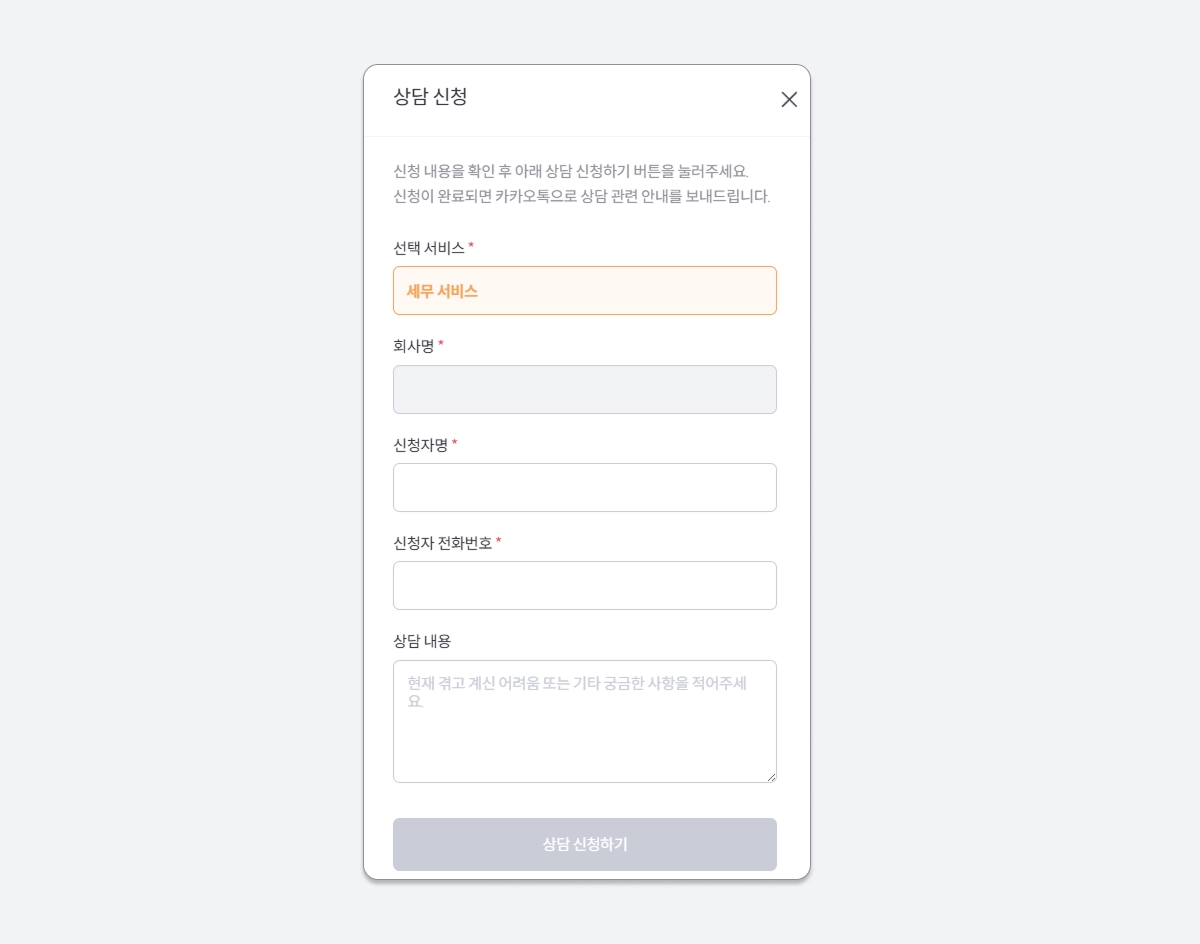 상담 신청
신청 내용을 확인 후 아래 상담 신청하기 버튼을 눌러주세요.
신청이 완료되면 카카오톡으로 상담 관련 안내를 보내드립니다.
선택 서비스 *
세무 서비스
회사명 *
신청자명 *
신청자 전화번호 *
상담 내용
현재 겪고 계신 어려움 또는 기타 궁금한 사항을 적어주세
요.
상담 신청하기